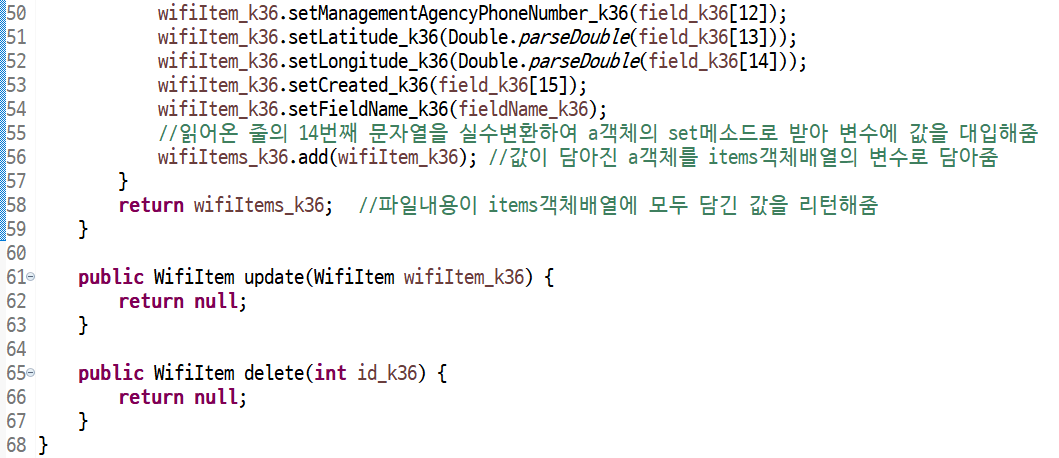 50 wifiItem_k36.setManagementAgencyPhoneNumber_k36(field_k36[12]);
51 wifiItem_k36.setLatitude_k36(Double.parseDouble(field_k36[13]));
52 wifiItem_k36.setLongitude_k36(Double.parseDouble(field_k36[14]));
53 wifiItem_k36.setCreated_k36(field_k36[15]);
54 wifiItem_k36.setFieldName_k36(fieldName_k36);
55 //읽어온 줄의 14번째 문자열을 실수변환하여 a객체의 set메소드로 받아 변수에 값을 대입해줌
56 wifiItems_k36.add(wifiItem_k36); //값이 담아진 a객체를 items객체배열의 변수로 담아줌
57 }
58 return wifiItems_k36; //파일내용이 items객체배열에 모두 담긴 값을 리턴해줌
59 }
60
61 public WifiItem update(WifiItem wifiItem_k36) {
62 return null;
63 }
64
65 public WifiItem delete(int id_k36) {
66 return null;
67 }
68 }